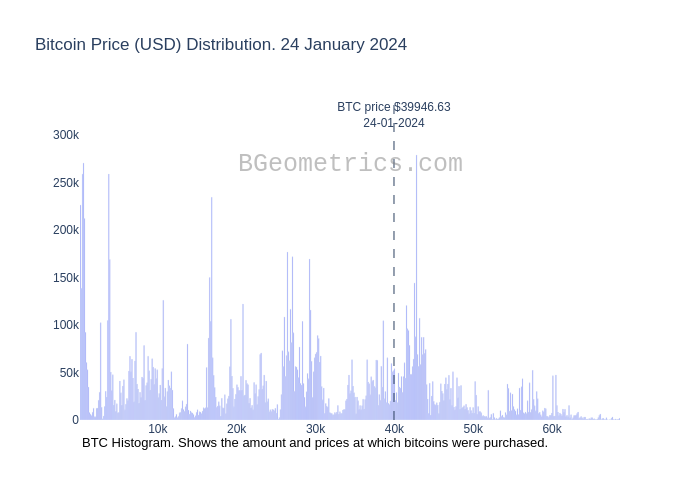 Bitcoin Price (USD) Distribution. 24 January 2024
BTC price $39946.63
24-01-2024
300k
BGeometrics.com
250k
200k
150k
100k
50k
0
10k 20k 30k 40k 50k 60k
BTC Histogram. Shows the amount and prices at which bitcoins were purchased.